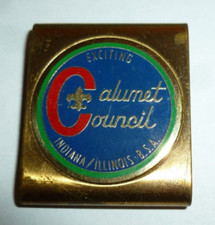 EXCITING
Calumet
Council
INDIANA/ILLINOIS-B.S.A.